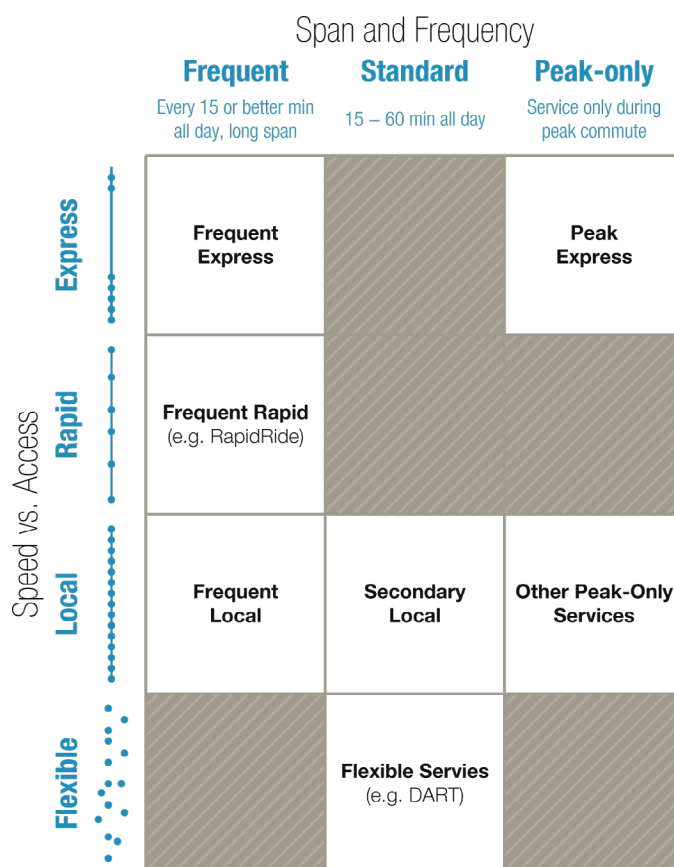 Span and Frequency
Frequent
Standard
Peak-only
Every 15 or better min
all day, long span
15 – 60 min all day
Service only during
peak commute
Speed vs. Access
Express
Frequent
Express
Peak
Express
Rapid
Frequent Rapid
(e.g. RapidRide)
Local
Frequent
Local
Secondary
Local
Other Peak-Only
Services
Flexible
Flexible Servies
(e.g. DART)